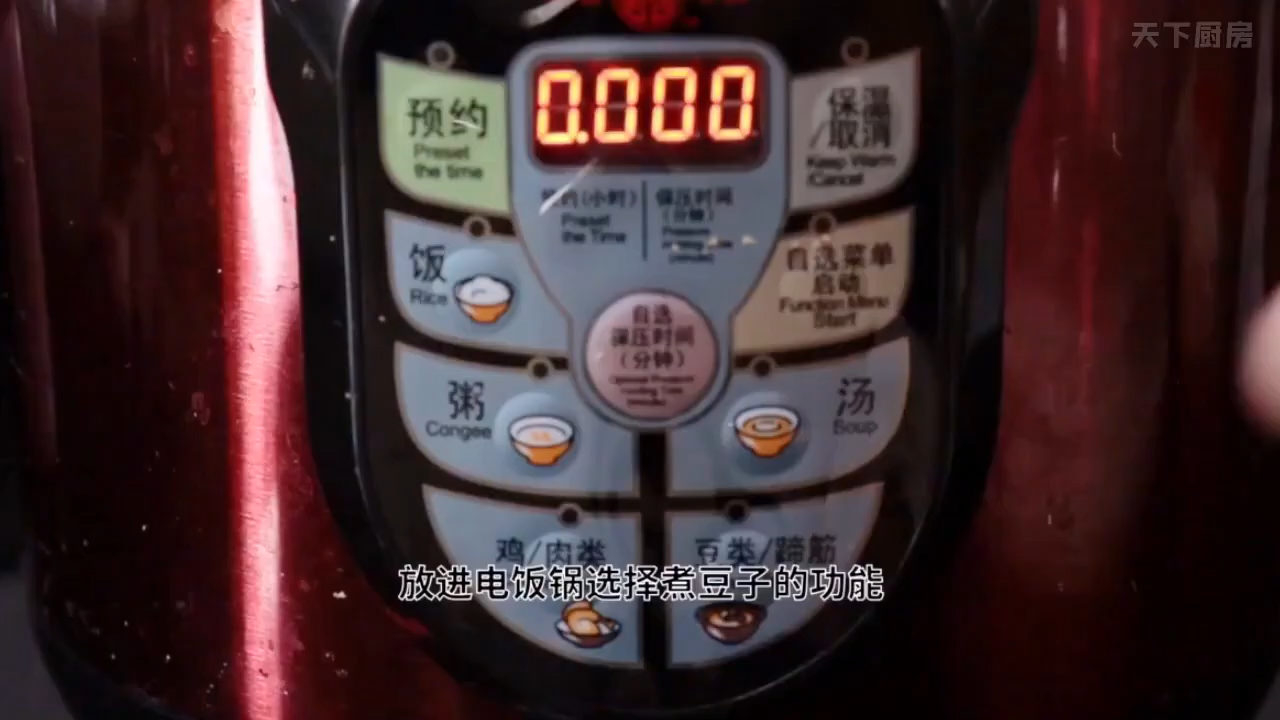 天下厨房
预约
Preset
the time
0.000
保温
/取消
Keep Warm
/Cancel
预约(小时)
Preset
the Time
保压时间
(分钟)
饭
Rice
自选菜单
启动
Function Menu
Start
自选
保压时间
(分钟)
粥
Congee
汤
Soup
鸡/肉类
豆类/蹄筋
放进电饭锅选择煮豆子的功能